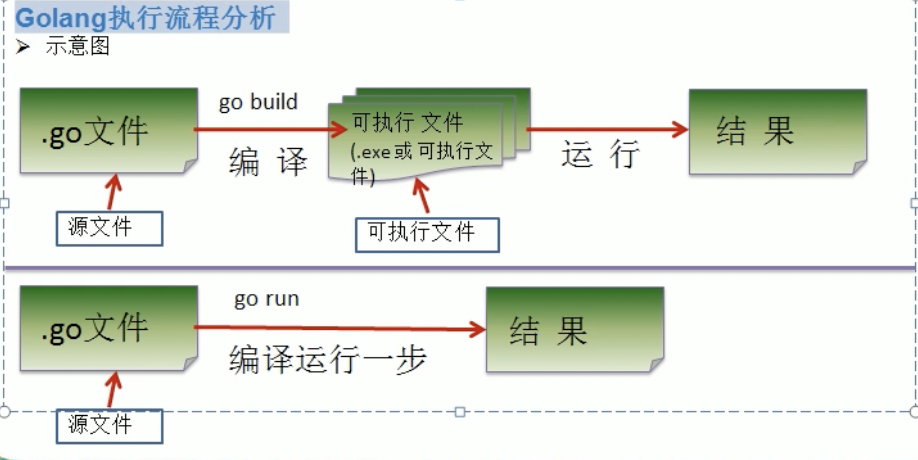 Golang执行流程分析
➤ 示意图
.go文件
go build
编 译
可执行 文件
(.exe或 可执行文
件)
运 行
结 果
源文件
可执行文件
.go文件
go run
编译运行一步
结 果
源文件